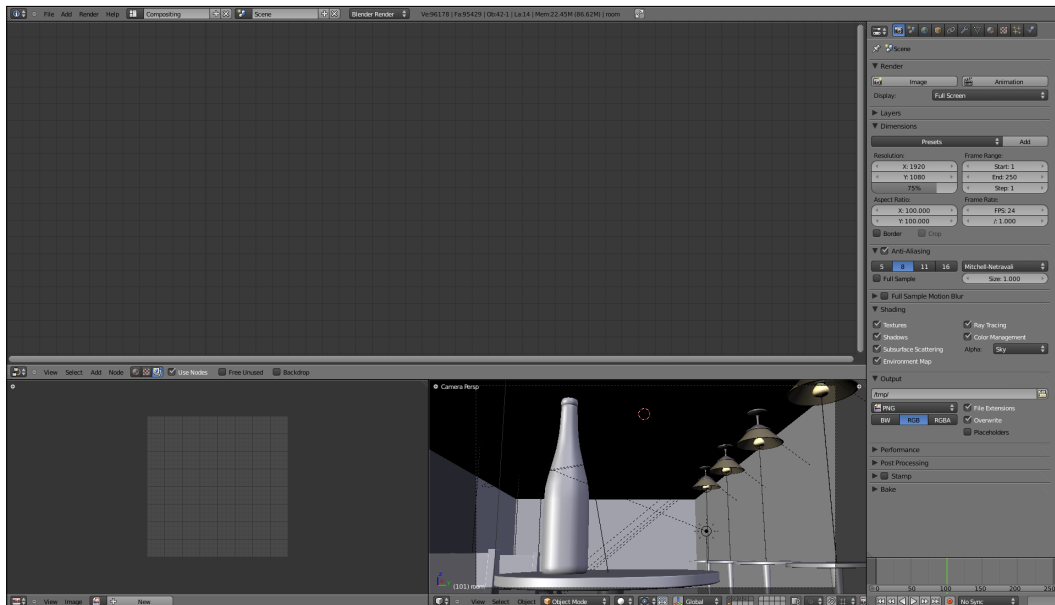 File Add Render Help Compositing Scene Blender Render Ve:96178 | Fa:95429 | Ob:42-1 | La:14 | Mem:22.45M (86.62M) | room
Scene
Render
Image Animation
Display: Full Screen
Layers
Dimensions
Presets Add
Resolution: Frame Range:
X: 1920 Start: 1
Y: 1080 End: 250
75% Step: 1
Aspect Ratio: Frame Rate:
X: 100.000 FPS: 24
Y: 100.000 /: 1.000
Border Crop
Anti-Aliasing
5 8 11 16 Mitchell-Netravali
Full Sample Size: 1.000
Full Sample Motion Blur
Shading
Textures Ray Tracing
Shadows Color Management
Subsurface Scattering Alpha: Sky
Environment Map
Output
/tmp/
PNG File Extensions
BW RGB RGBA Overwrite
Placeholders
Performance
Post Processing
Stamp
Bake
View Select Add Node Use Nodes Free Unused Backdrop
Camera Persp
(101) room
0 50 100 150 200 250
View Image New
View Select Object Object Mode Global
No Sync